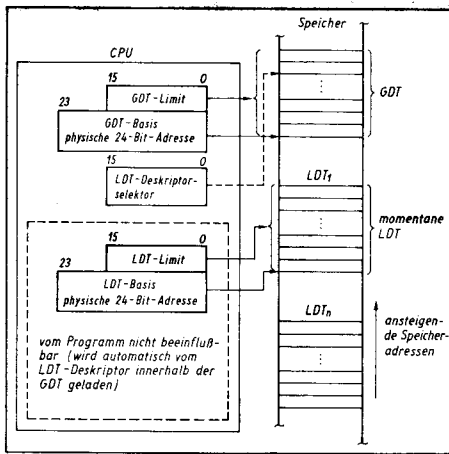 Speicher
CPU
15 0
GDT-Limit
23
GDT-Basis
physische 24-Bit-Adresse
GDT
15 0
LDT-Deskriptor-
selektor
LDT1
15 0
LDT-Limit
23
LDT-Basis
physische 24-Bit-Adresse
momentane
LDT
vom Programm nicht beeinfluß-
bar (wird automatisch vom
LDT-Deskriptor innerhalb der
GDT geladen)
LDTn
ansteigen-
de Speicher-
adressen